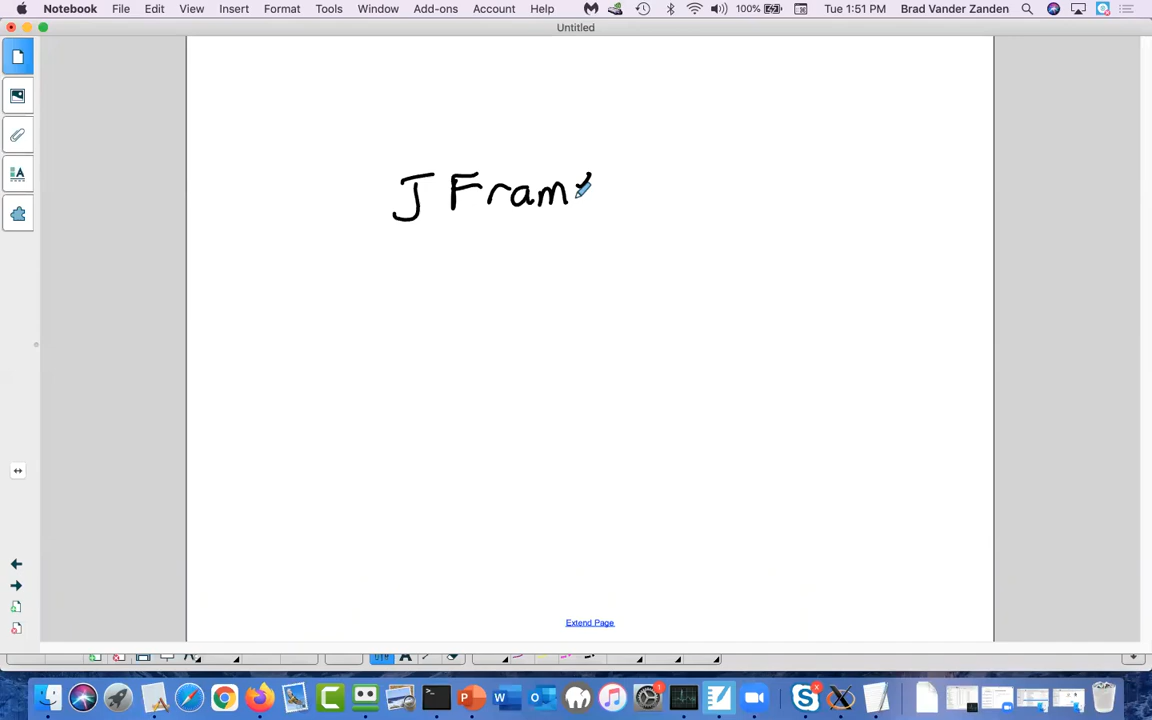 Notebook File Edit View Insert Format Tools Window Add-ons Account Help 100% Tue 1:51 PM Brad Vander Zanden
Untitled
J Fram
Extend Page